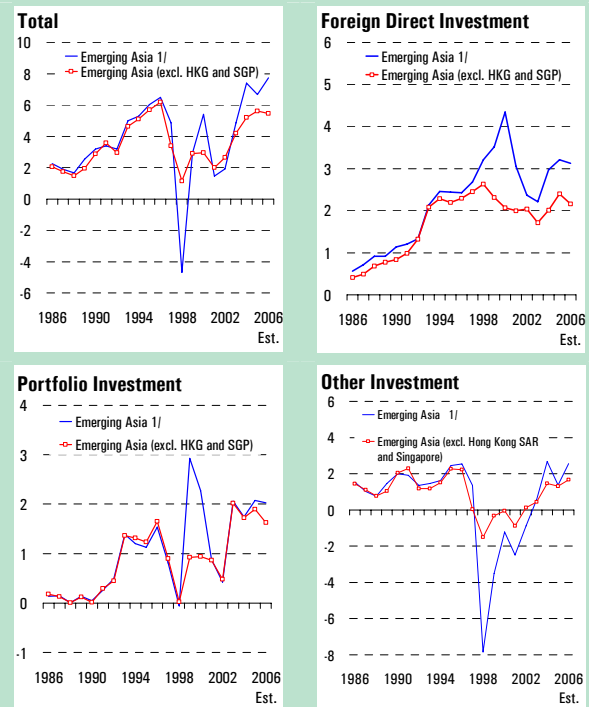 Total
10
Emerging Asia 1/
8
Emerging Asia (excl. HKG and SGP)
6
4
2
0
-2
-4
-6
1986 1990 1994 1998 2002 2006
Est.
Foreign Direct Investment
6
Emerging Asia 1/
Emerging Asia (excl. HKG and SGP)
5
4
3
2
1
0
1986 1990 1994 1998 2002 2006
Est.
Portfolio Investment
4
Emerging Asia 1/
Emerging Asia (excl. HKG and SGP)
3
2
1
0
-1
1986 1990 1994 1998 2002 2006
Est.
Other Investment
6
Emerging Asia 1/
4
Emerging Asia (excl. Hong Kong SAR
and Singapore)
2
0
-2
-4
-6
-8
1986 1990 1994 1998 2002 2006
Est.